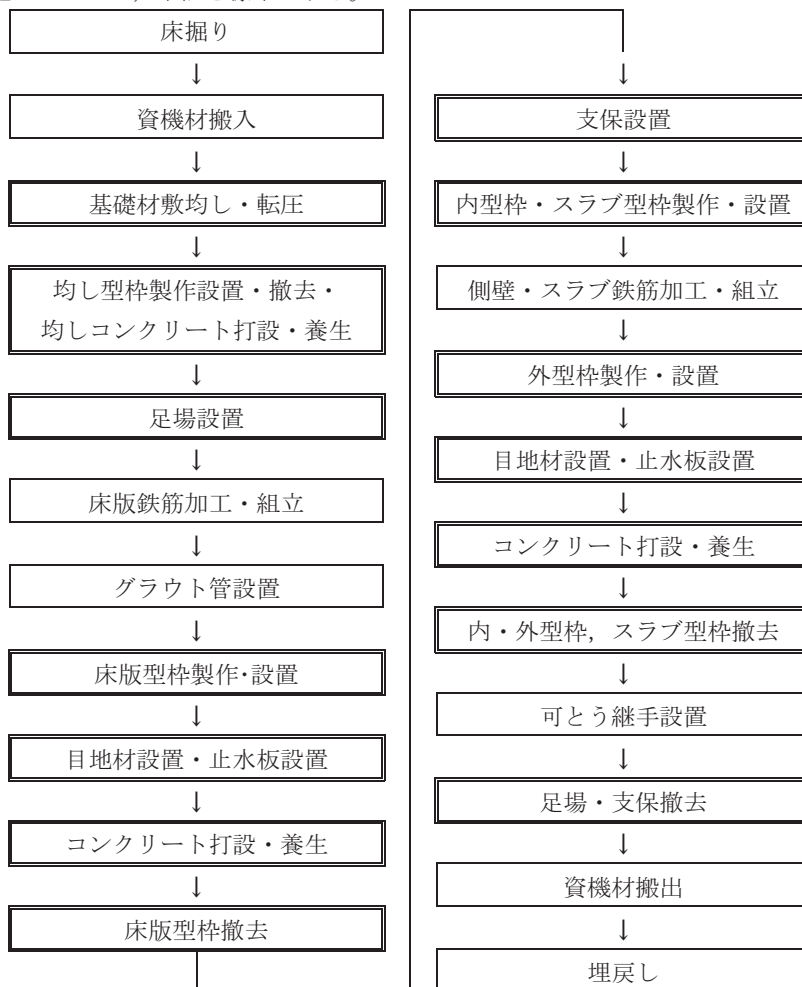 床掘り
↓
資機材搬入
↓
基礎材敷均し・転圧
↓
均し型枠製作設置・撤去・
均しコンクリート打設・養生
↓
足場設置
↓
床版鉄筋加工・組立
↓
グラウト管設置
↓
床版型枠製作・設置
↓
目地材設置・止水板設置
↓
コンクリート打設・養生
↓
床版型枠撤去
↓
支保設置
↓
内型枠・スラブ型枠製作・設置
↓
側壁・スラブ鉄筋加工・組立
↓
外型枠製作・設置
↓
目地材設置・止水板設置
↓
コンクリート打設・養生
↓
内・外型枠，スラブ型枠撤去
↓
可とう継手設置
↓
足場・支保撤去
↓
資機材搬出
↓
埋戻し